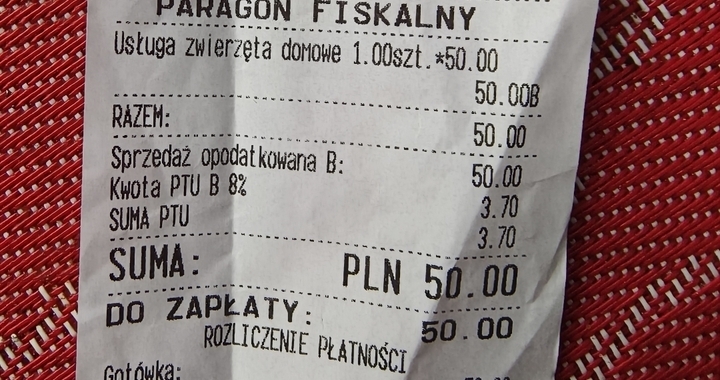 PARAGON FISKALNY
Usługa zwierzęta domowe 1.00szt.*50.00
50.00B
RAZEM: 50.00
Sprzedaż opodatkowana B: 50.00
Kwota PTU B 8% 3.70
SUMA PTU 3.70
SUMA: PLN 50.00
DO ZAPŁATY: 50.00
ROZLICZENIE PŁATNOŚCI
Gotówka: